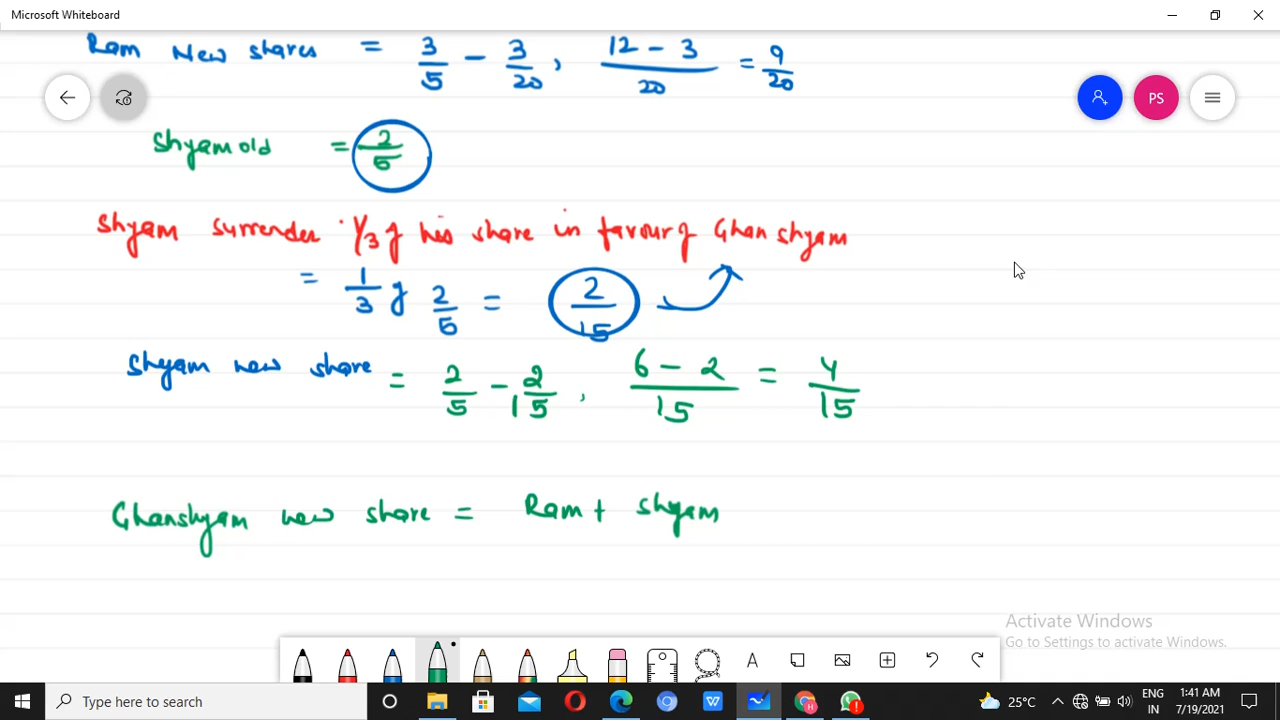 Microsoft Whiteboard
Ram New shares = 3/5 - 3/20, 12 - 3/20 = 9/20
PS
Shyam old = 2/5
Shyam surrender 1/3 of his share in favour of Ghanshyam
= 1/3 of 2/5 = 2/15
Shyam new share = 2/5 - 2/15, 6 - 2/15 = 4/15
Ghanshyam new share = Ram + Shyam
Activate Windows
Go to Settings to activate Windows.
A
Type here to search
25°C
ENG
IN
1:41 AM
7/19/2021